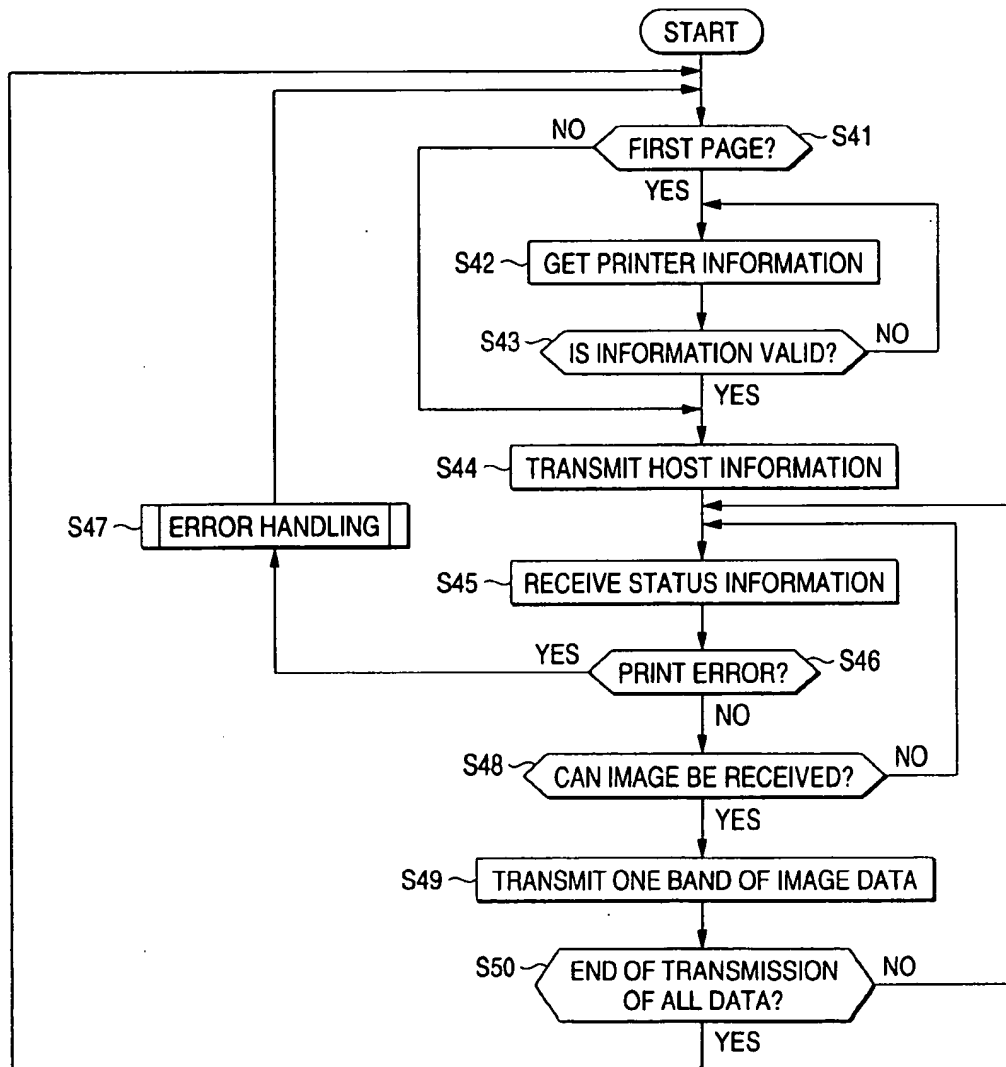 START
NO
FIRST PAGE?
S41
YES
S42
GET PRINTER INFORMATION
S43
IS INFORMATION VALID?
NO
YES
S44
TRANSMIT HOST INFORMATION
S47
ERROR HANDLING
S45
RECEIVE STATUS INFORMATION
YES
PRINT ERROR?
S46
NO
S48
CAN IMAGE BE RECEIVED?
NO
YES
S49
TRANSMIT ONE BAND OF IMAGE DATA
S50
END OF TRANSMISSION
OF ALL DATA?
NO
YES